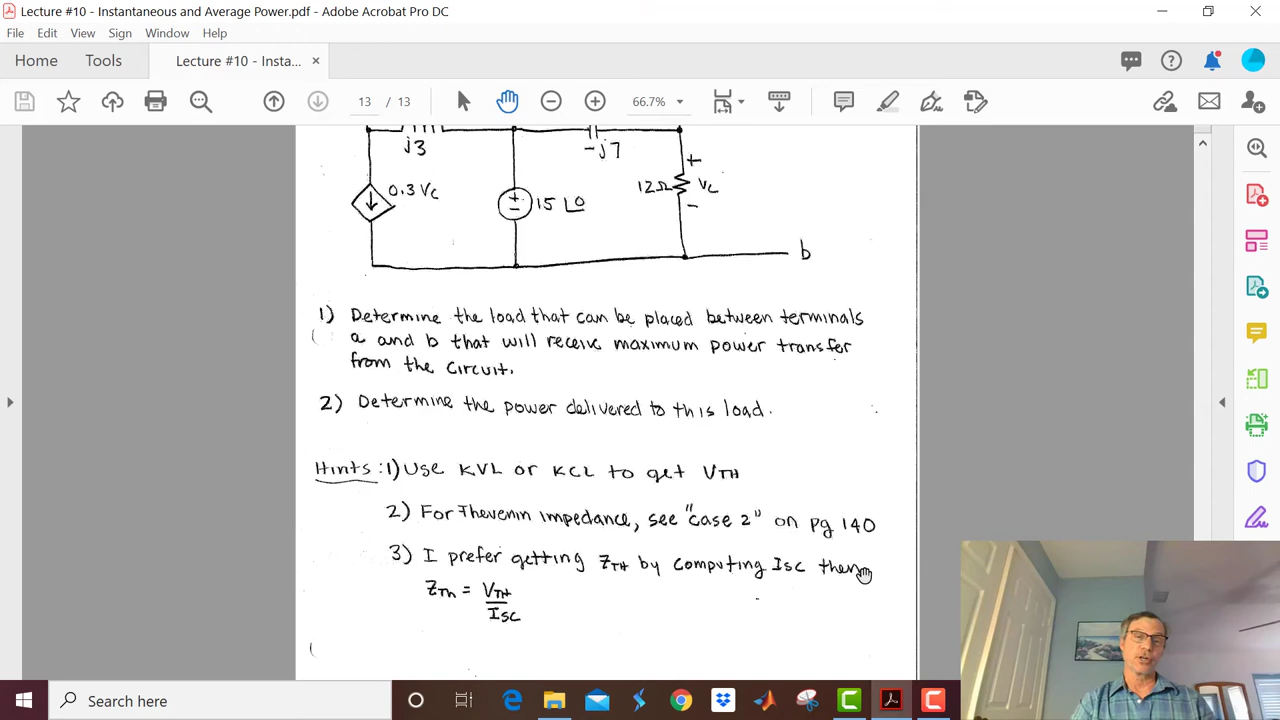 Lecture #10 - Instantaneous and Average Power.pdf - Adobe Acrobat Pro DC
File Edit View Sign Window Help
Home Tools Lecture #10 - Insta... ×
13 / 13 66.7%
j3 -j7
0.3 Vc 15 ∠0 12Ω + Vc -
+
-
b
1) Determine the load that can be placed between terminals
a and b that will receive maximum power transfer
from the circuit.
2) Determine the power delivered to this load.
Hints: 1) Use KVL or KCL to get VTH
2) For Thevenin impedance, see "case 2" on pg 140
3) I prefer getting ZTH by computing Isc then
ZTh = VTH
Isc
Search here